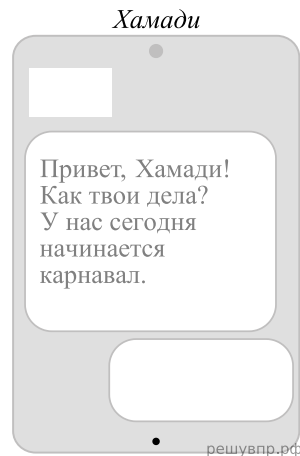 Хамади
Привет, Хамади!
Как твои дела?
У нас сегодня
начинается
карнавал.
решувпр.рф